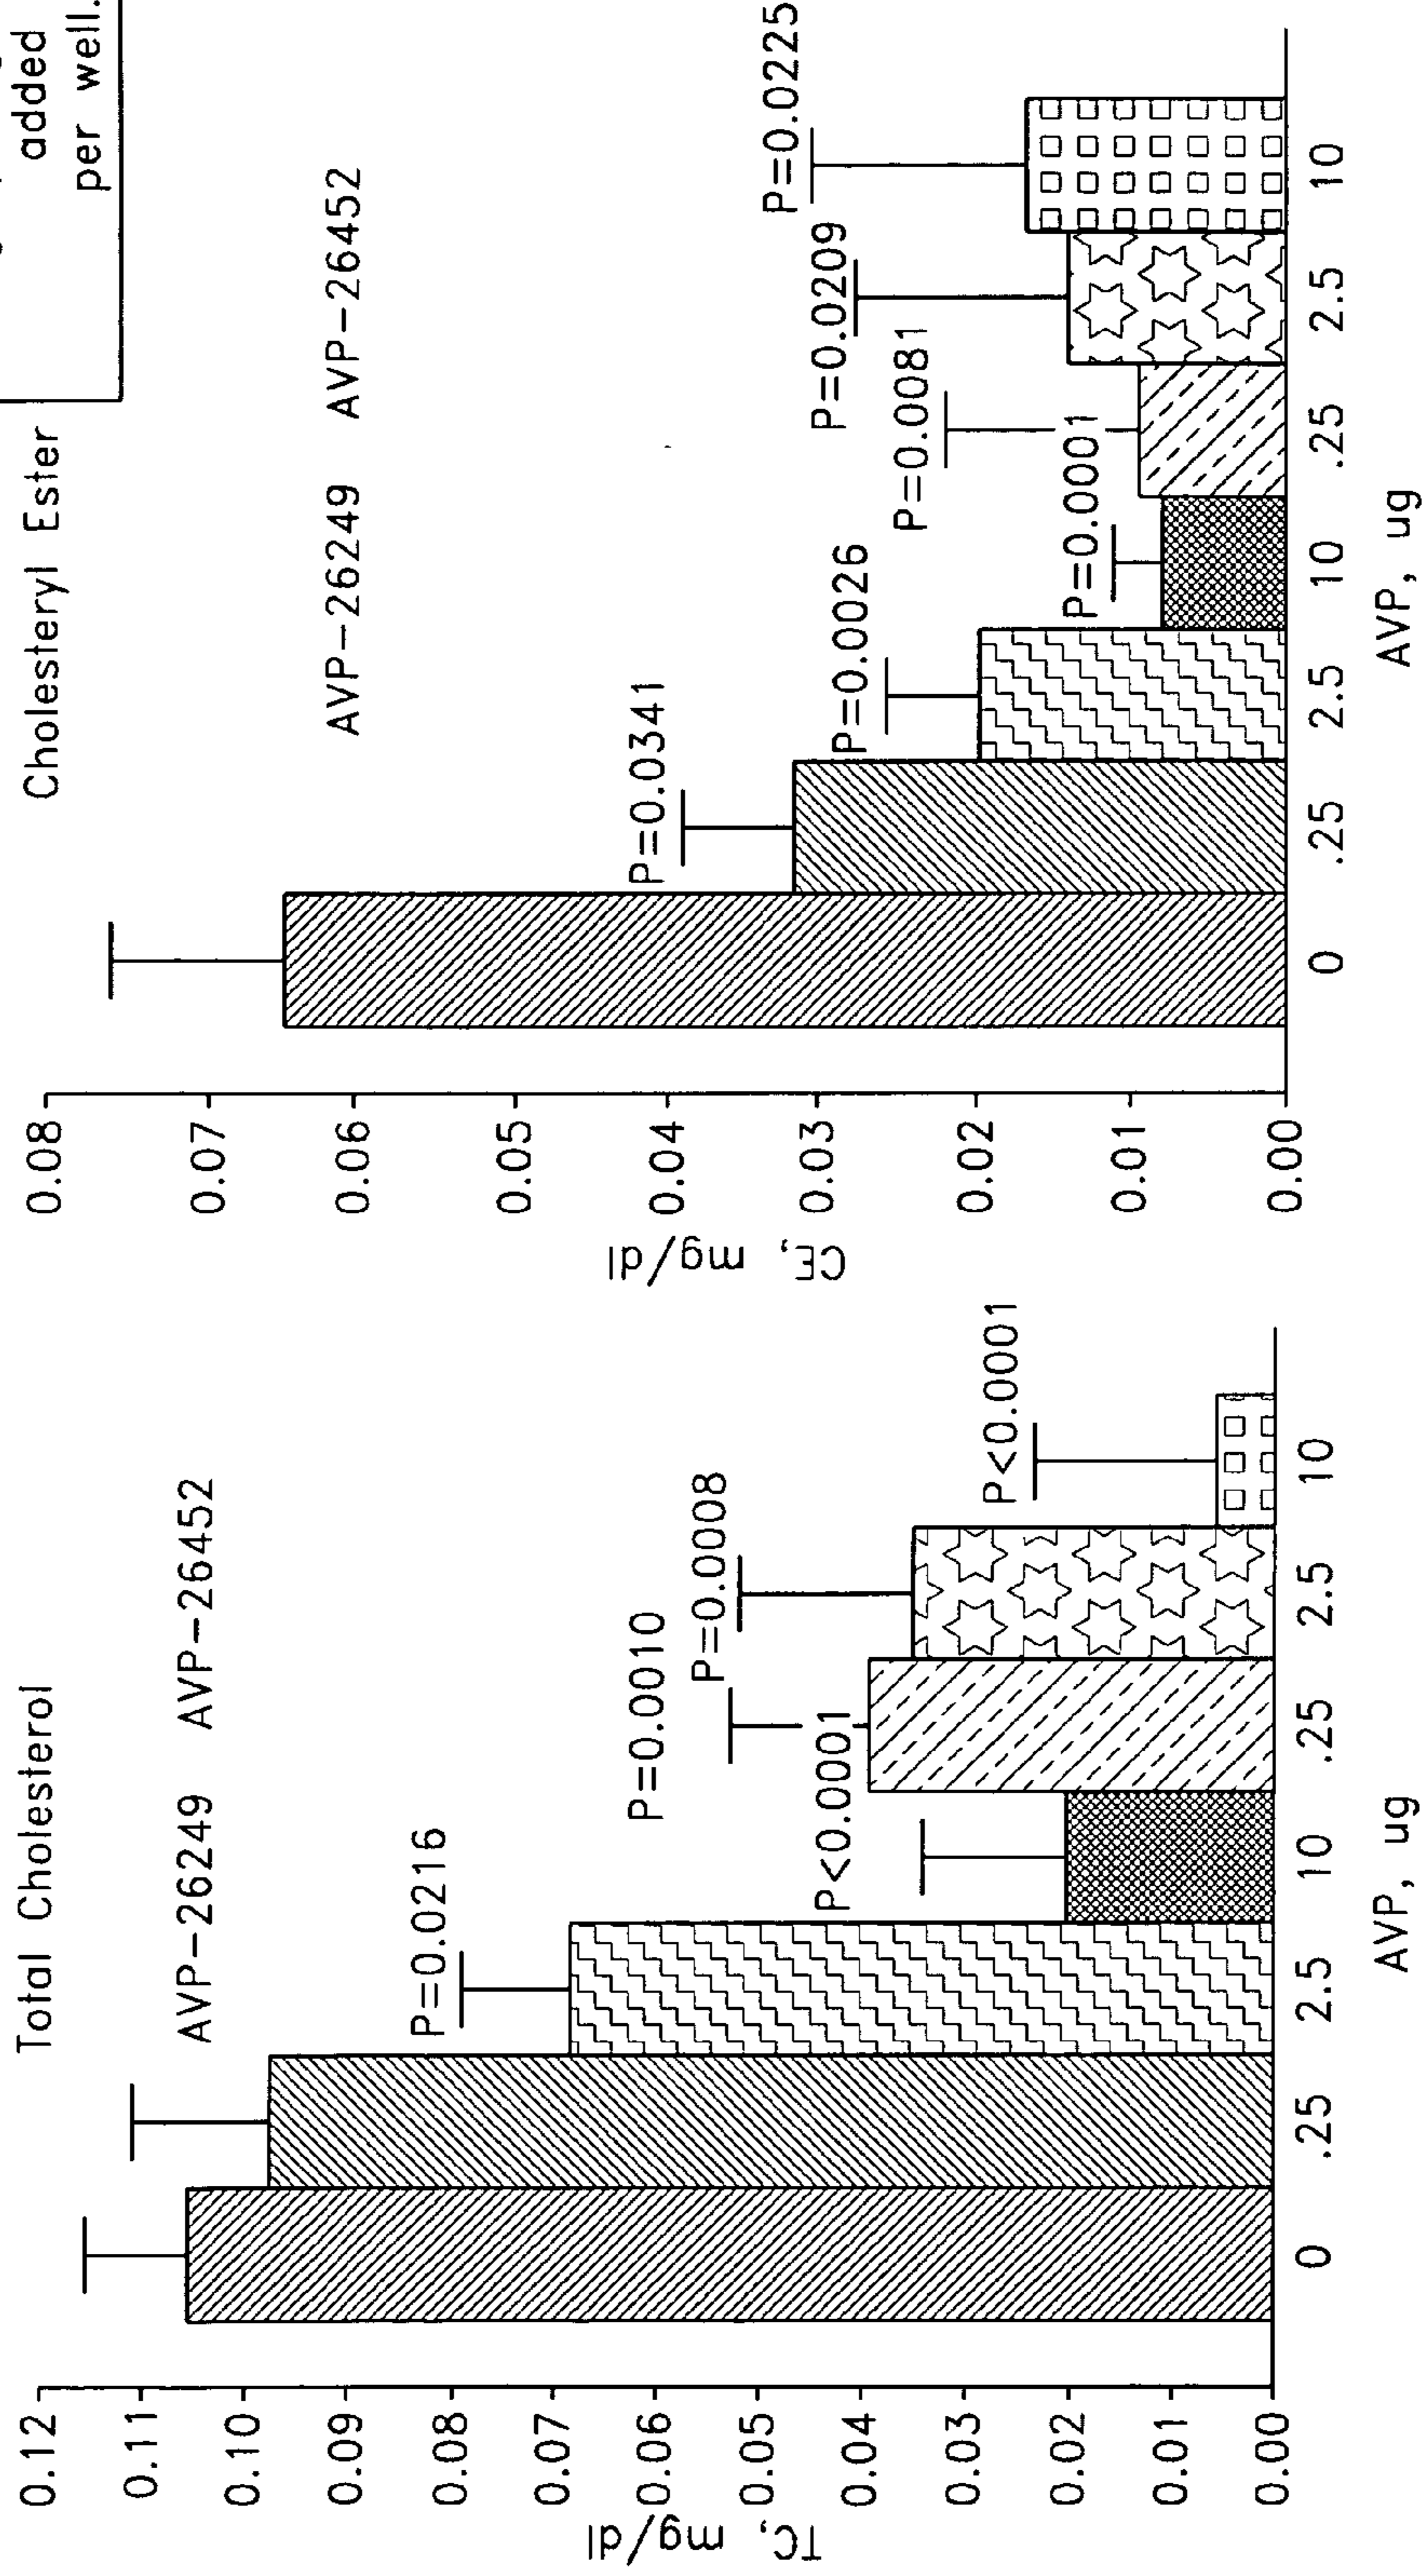 added
per well.
Total Cholesterol
AVP-26249 AVP-26452
TC, mg/dl
0.12
0.11
0.10
0.09
0.08
0.07
0.06
0.05
0.04
0.03
0.02
0.01
0.00
P=0.0216
P<0.0001
P=0.0010
P=0.0008
P<0.0001
0 .25 2.5 10 .25 2.5 10
AVP, ug
Cholesteryl Ester
AVP-26249 AVP-26452
CE, mg/dl
0.08
0.07
0.06
0.05
0.04
0.03
0.02
0.01
0.00
P=0.0341
P=0.0026
P=0.0001
P=0.0081
P=0.0209
P=0.0225
0 .25 2.5 10 .25 2.5 10
AVP, ug